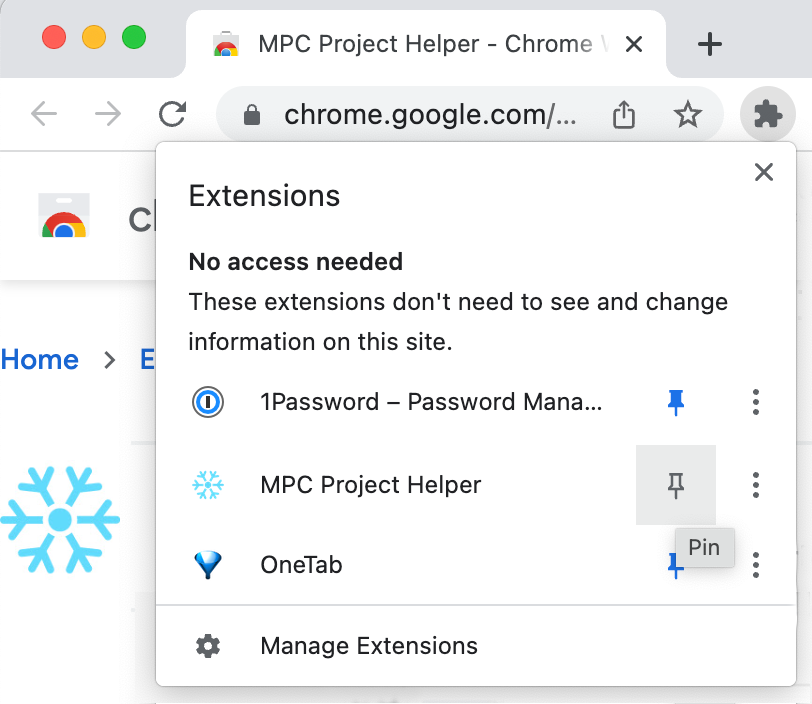 MPC Project Helper - Chrome
chrome.google.com/...
Extensions
No access needed
These extensions don't need to see and change
information on this site.
Home
1Password – Password Mana...
MPC Project Helper
Pin
OneTab
Manage Extensions